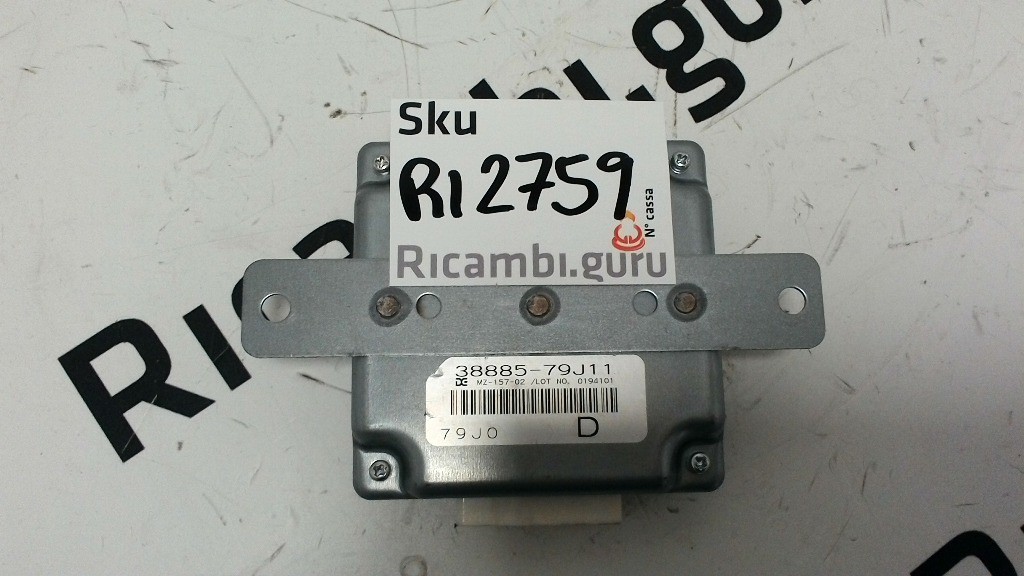 Sku
RI2759
N° cassa
Ricambi.guru
38885-79J11
MZ-157-02 /LOT NO. 0194101
79J0 D